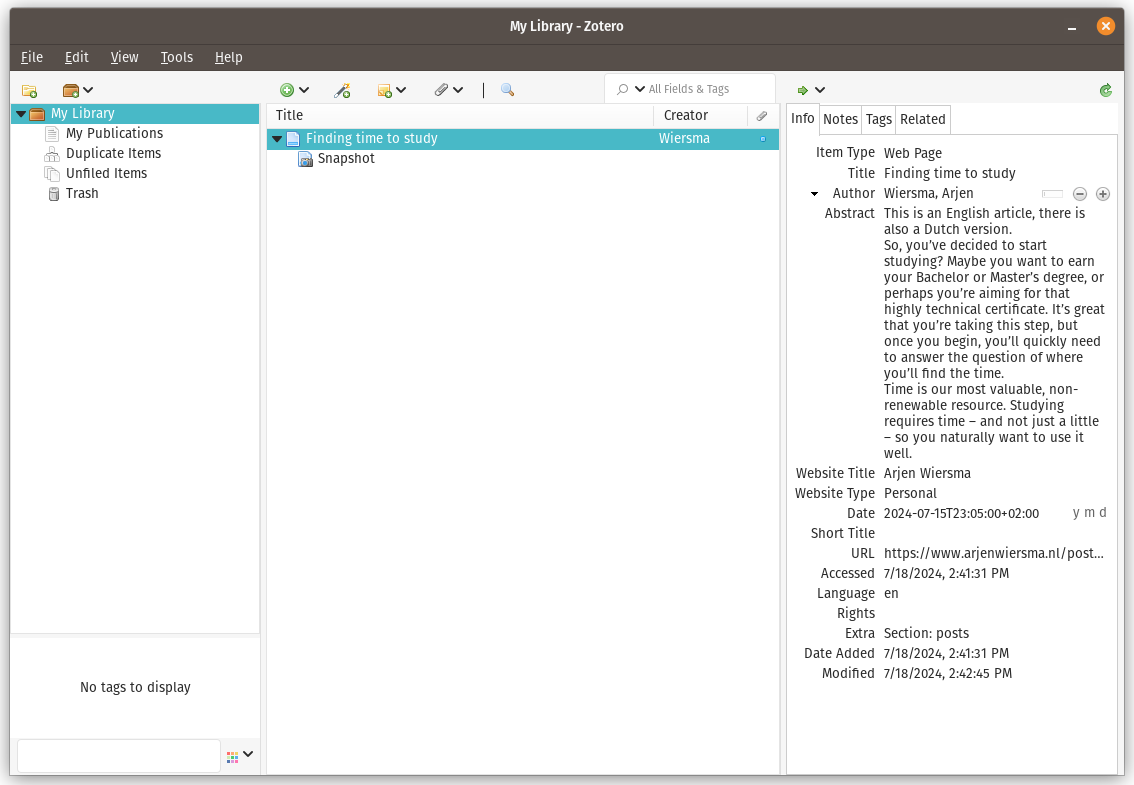 My Library - Zotero
File Edit View Tools Help
All Fields & Tags
My Library
My Publications
Duplicate Items
Unfiled Items
Trash
No tags to display
Title Creator
Finding time to study Wiersma
Snapshot
Info Notes Tags Related
Item Type Web Page
Title Finding time to study
Author Wiersma, Arjen
Abstract This is an English article, there is
also a Dutch version.
So, you've decided to start
studying? Maybe you want to earn
your Bachelor or Master's degree, or
perhaps you're aiming for that
highly technical certificate. It's great
that you're taking this step, but
once you begin, you'll quickly need
to answer the question of where
you'll find the time.
Time is our most valuable, non-
renewable resource. Studying
requires time – and not just a little
– so you naturally want to use it
well.
Website Title Arjen Wiersma
Website Type Personal
Date 2024-07-15T23:05:00+02:00 y m d
Short Title
URL https://www.arjenwiersma.nl/post...
Accessed 7/18/2024, 2:41:31 PM
Language en
Rights
Extra Section: posts
Date Added 7/18/2024, 2:41:31 PM
Modified 7/18/2024, 2:42:45 PM